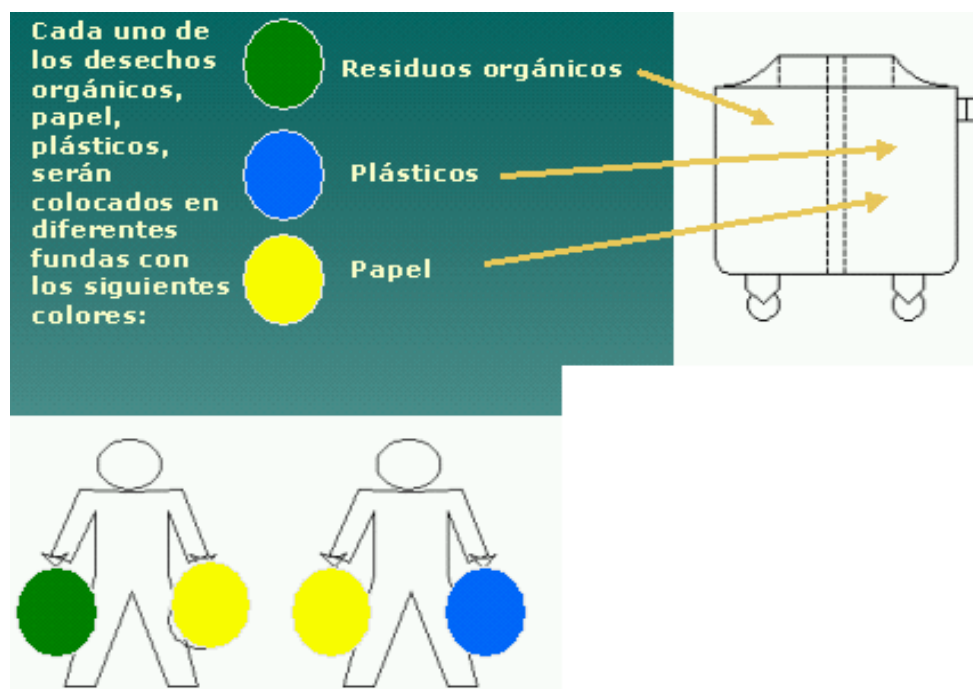 Cada uno de
los desechos
orgánicos,
papel,
plásticos,
serán
colocados en
diferentes
fundas con
los siguientes
colores:
Residuos orgánicos
Plásticos
Papel